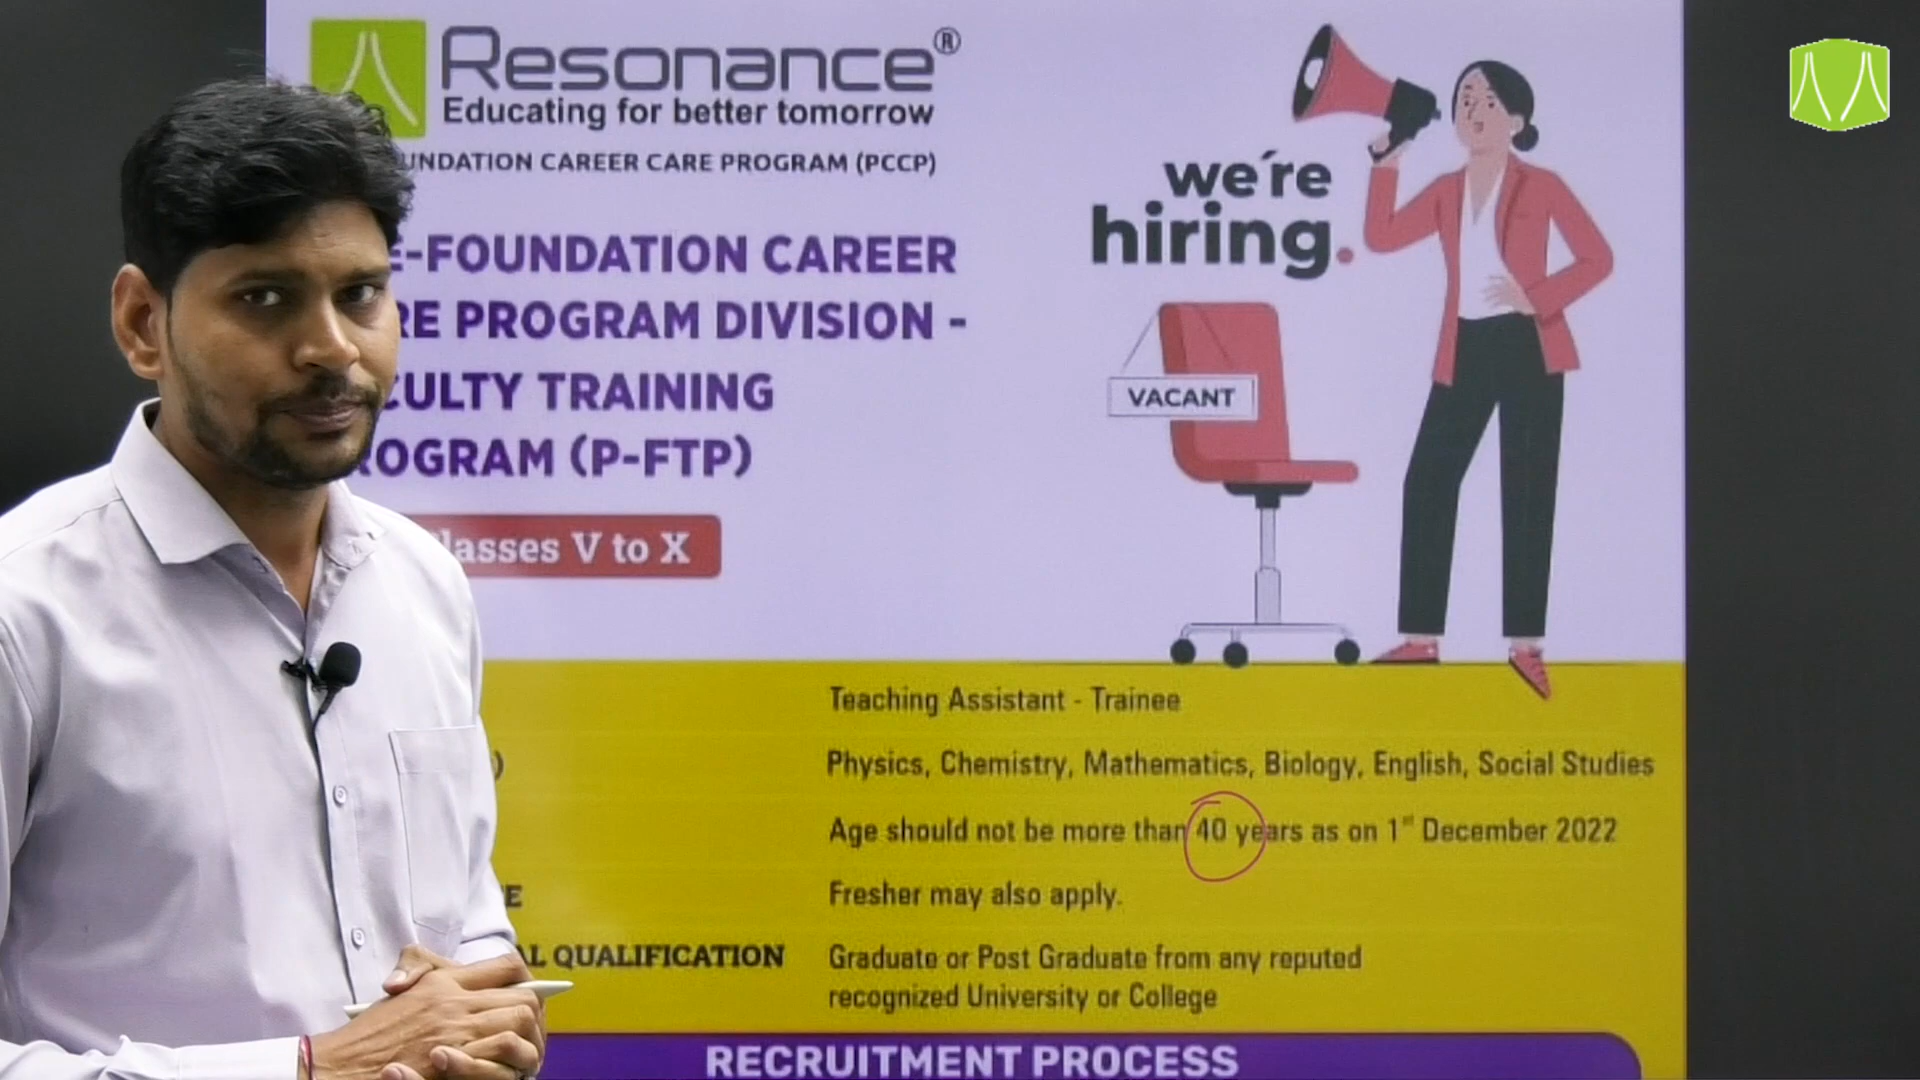 Resonance®
Educating for better tomorrow
UNDATION CAREER CARE PROGRAM (PCCP)
E-FOUNDATION CAREER
RE PROGRAM DIVISION -
CULTY TRAINING
ROGRAM (P-FTP)
lasses V to X
we're
hiring.
VACANT
Teaching Assistant - Trainee
) Physics, Chemistry, Mathematics, Biology, English, Social Studies
Age should not be more than 40 years as on 1st December 2022
E Fresher may also apply.
AL QUALIFICATION Graduate or Post Graduate from any reputed
recognized University or College
RECRUITMENT PROCESS